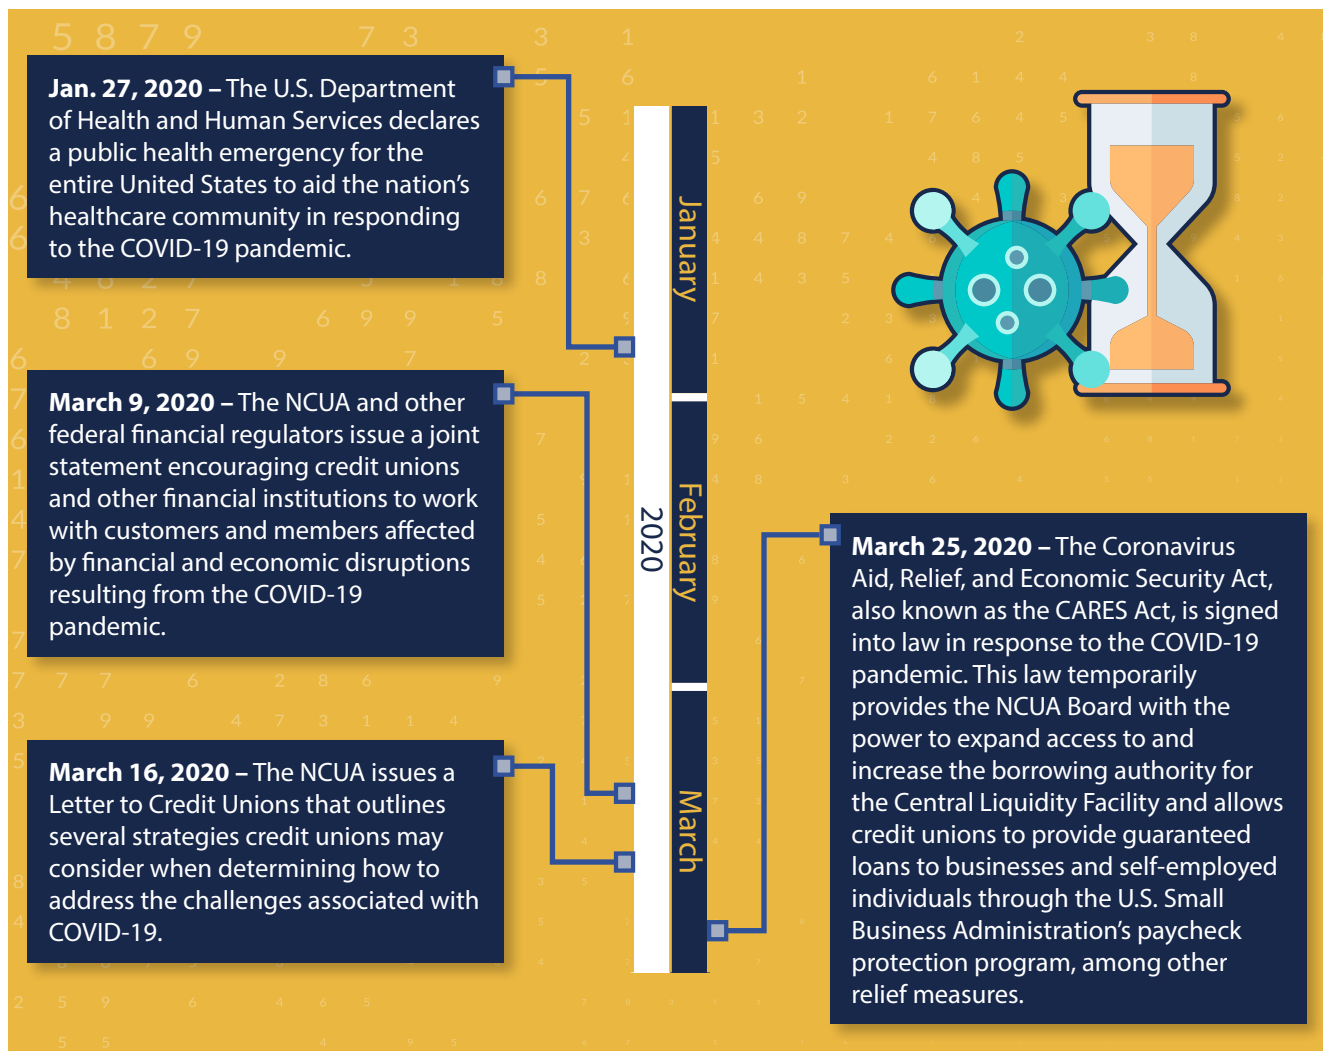 Jan. 27, 2020 – The U.S. Department
of Health and Human Services declares
a public health emergency for the
entire United States to aid the nation’s
healthcare community in responding
to the COVID-19 pandemic.
March 9, 2020 – The NCUA and other
federal financial regulators issue a joint
statement encouraging credit unions
and other financial institutions to work
with customers and members affected
by financial and economic disruptions
resulting from the COVID-19
pandemic.
March 16, 2020 – The NCUA issues a
Letter to Credit Unions that outlines
several strategies credit unions may
consider when determining how to
address the challenges associated with
COVID-19.
2020
January
February
March
March 25, 2020 – The Coronavirus
Aid, Relief, and Economic Security Act,
also known as the CARES Act, is signed
into law in response to the COVID-19
pandemic. This law temporarily
provides the NCUA Board with the
power to expand access to and
increase the borrowing authority for
the Central Liquidity Facility and allows
credit unions to provide guaranteed
loans to businesses and self-employed
individuals through the U.S. Small
Business Administration’s paycheck
protection program, among other
relief measures.